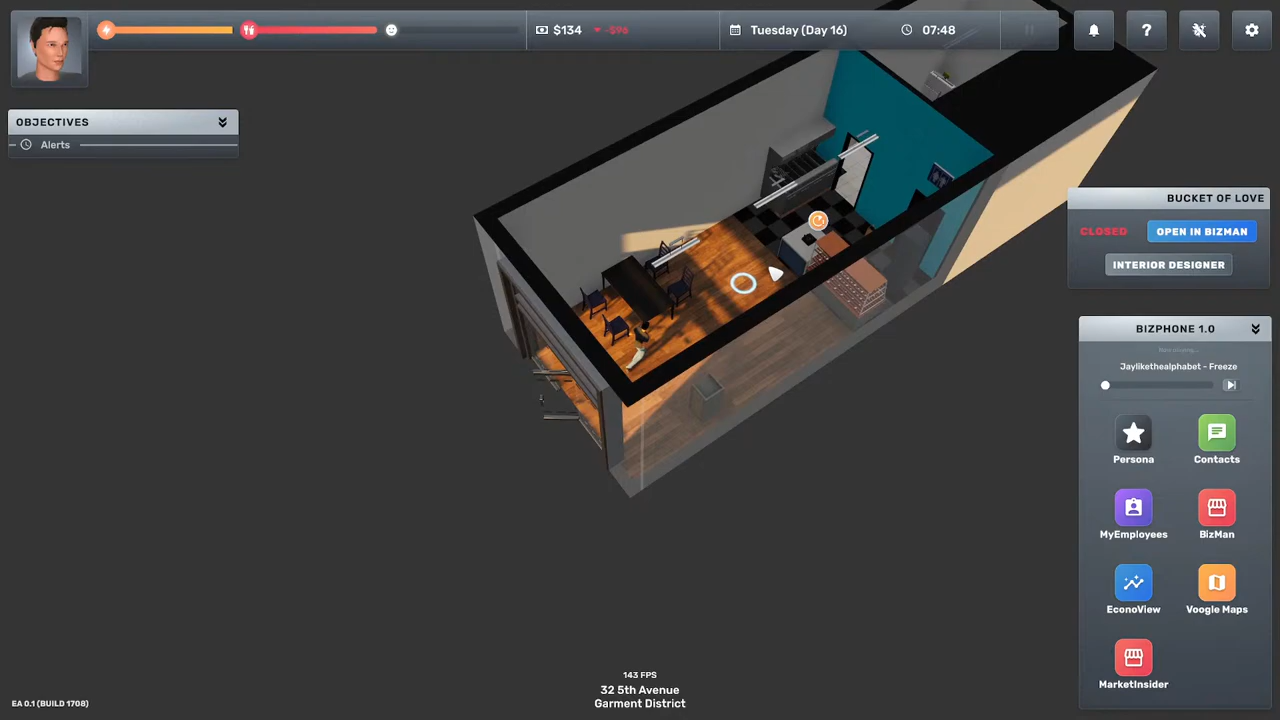 $134 -$96
Tuesday (Day 16)
07:48
?
OBJECTIVES
Alerts
BUCKET OF LOVE
CLOSED
OPEN IN BIZMAN
INTERIOR DESIGNER
BIZPHONE 1.0
Jaylikethealphabet - Freeze
Persona
Contacts
MyEmployees
BizMan
EconoView
Voogle Maps
MarketInsider
143 FPS
32 5th Avenue
Garment District
EA 0.1 (BUILD 1708)